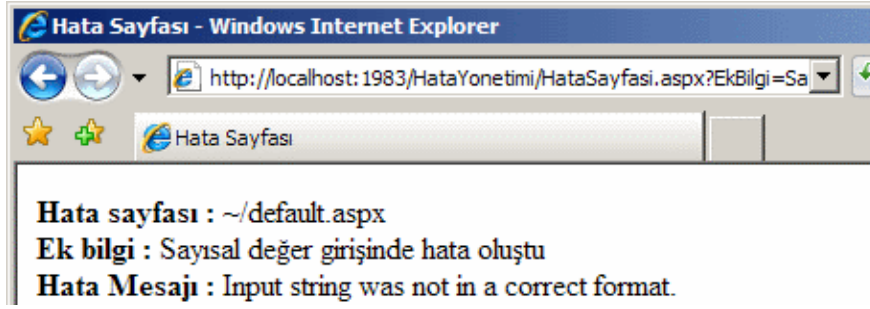 Hata Sayfası - Windows Internet Explorer
http://localhost:1983/HataYonetimi/HataSayfasi.aspx?EkBilgi=Sa
Hata Sayfası
Hata sayfası : ~/default.aspx
Ek bilgi : Sayısal değer girişinde hata oluştu
Hata Mesajı : Input string was not in a correct format.